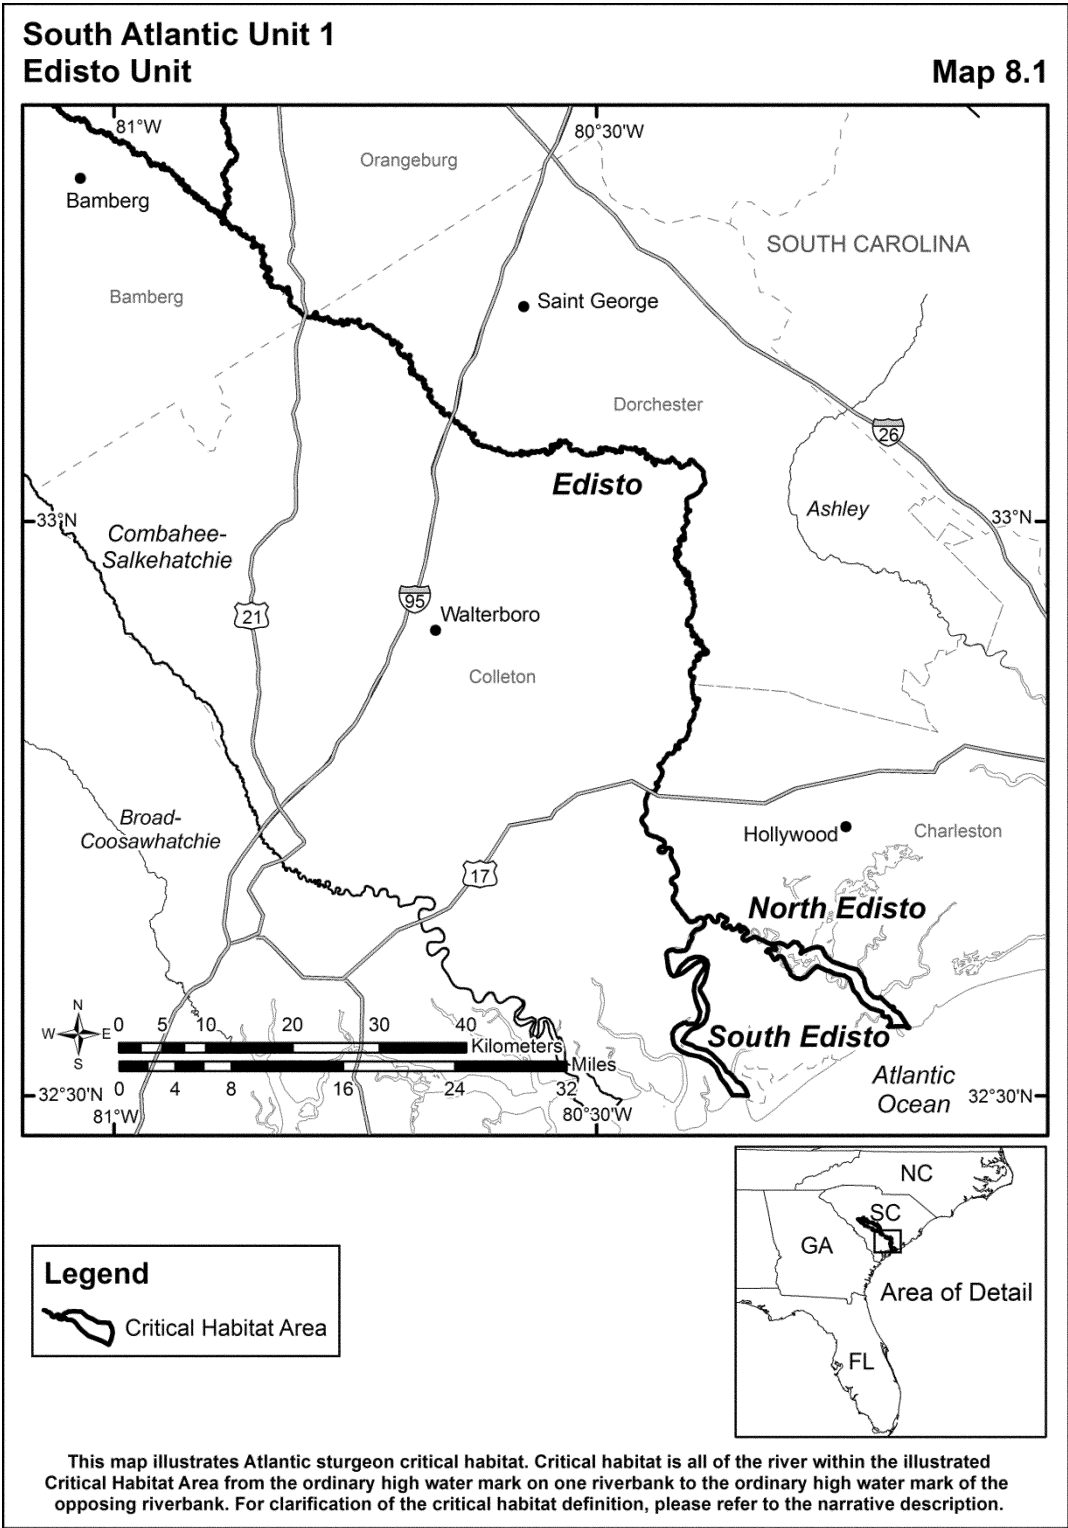 South Atlantic Unit 1
Edisto Unit
Map 8.1
81°W
80°30'W
Orangeburg
Bamberg
SOUTH CAROLINA
Bamberg
Saint George
Dorchester
26
Edisto
Ashley
33°N
33°N
Combahee-
Salkehatchie
95
21
Walterboro
Colleton
Broad-
Coosawhatchie
Hollywood
Charleston
17
North Edisto
N
W
E
S
0 5 10 20 30 40
Kilometers
Miles
0 4 8 16 24 32
South Edisto
Atlantic
Ocean
32°30'N
32°30'N
81°W
80°30'W
NC
SC
GA
Area of Detail
FL
Legend
Critical Habitat Area
This map illustrates Atlantic sturgeon critical habitat. Critical habitat is all of the river within the illustrated
Critical Habitat Area from the ordinary high water mark on one riverbank to the ordinary high water mark of the
opposing riverbank. For clarification of the critical habitat definition, please refer to the narrative description.